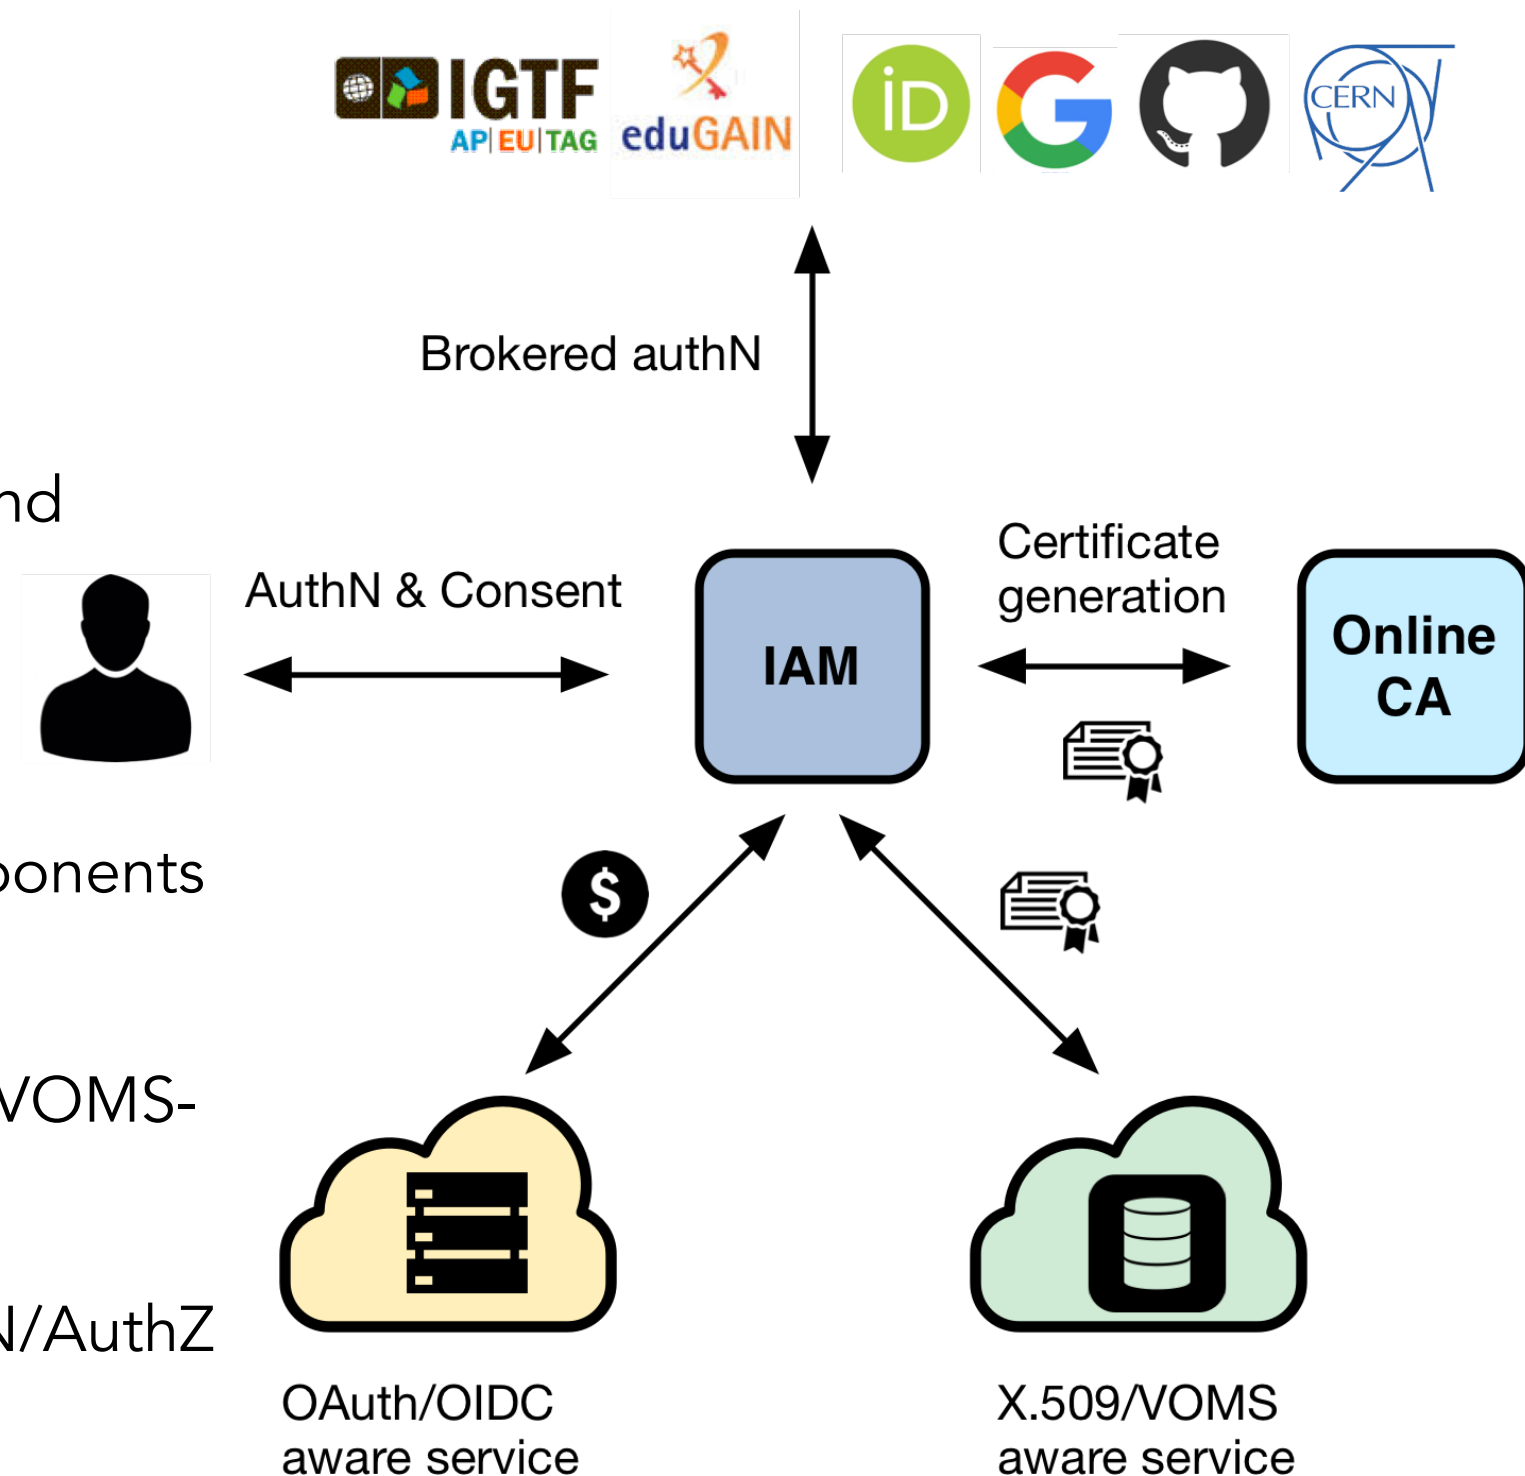 IGTF
AP|EU|TAG
eduGAIN
iD
G
CERN
Brokered authN
nd
AuthN & Consent
Certificate
generation
IAM
Online
CA
ponents
$
VOMS-
N/AuthZ
OAuth/OIDC
aware service
X.509/VOMS
aware service